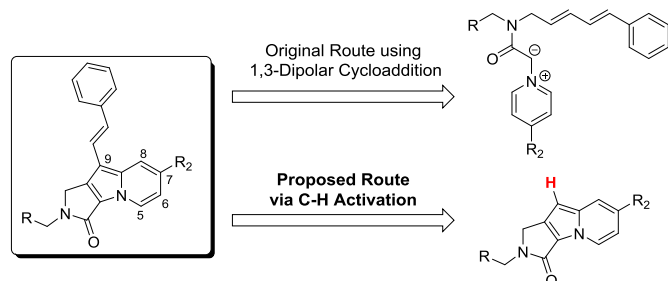 Original Route using
1,3-Dipolar Cycloaddition
R
N
O
⊖
N
⊕
R2
9
8
R2
7
6
5
N
R
N
O
Proposed Route
via C-H Activation
H
R2
N
R
N
O